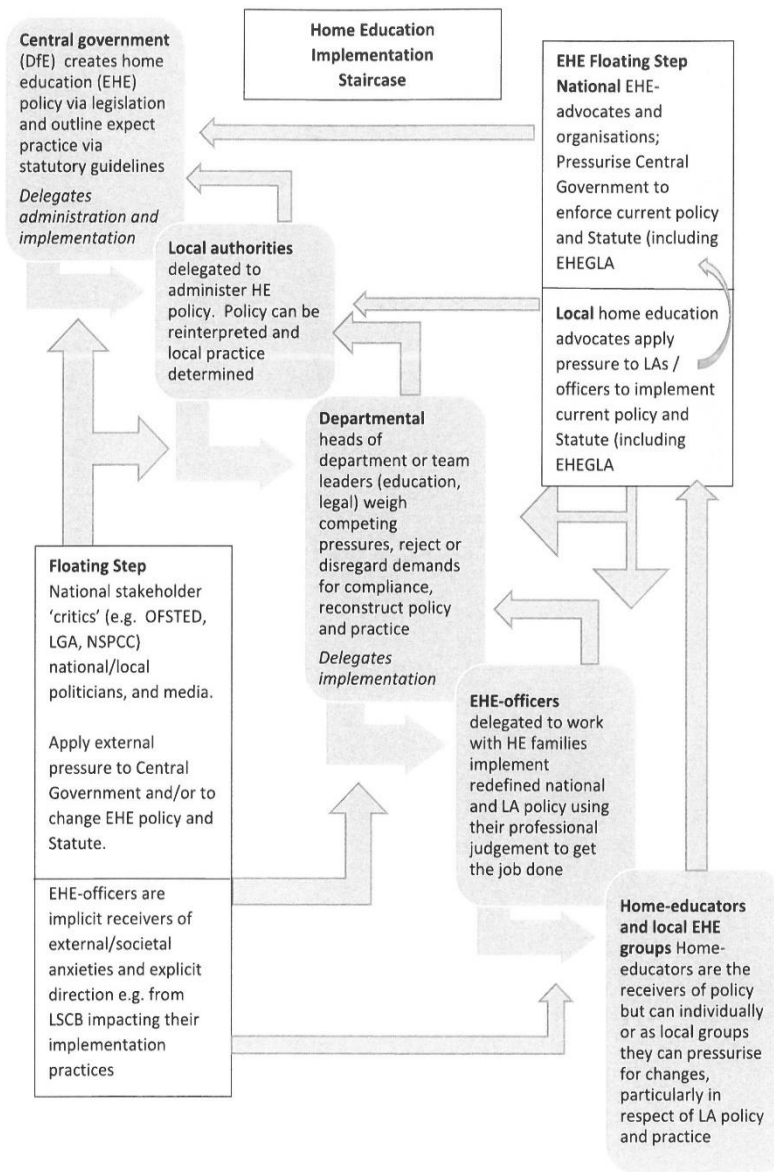 Home Education
Implementation
Staircase
Central government
(DfE) creates home
education (EHE)
policy via legislation
and outline expect
practice via
statutory guidelines
Delegates
administration and
implementation
EHE Floating Step
National EHE-
advocates and
organisations;
Pressurise Central
Government to
enforce current policy
and Statute (including
EHEGLA
Local authorities
delegated to
administer HE
policy. Policy can be
reinterpreted and
local practice
determined
Local home education
advocates apply
pressure to LAs /
officers to implement
current policy and
Statute (including
EHEGLA
Departmental
heads of
department or team
leaders (education,
legal) weigh
competing
pressures, reject or
disregard demands
for compliance,
reconstruct policy
and practice
Delegates
implementation
Floating Step
National stakeholder
‘critics’ (e.g. OFSTED,
LGA, NSPCC)
national/local
politicians, and media.
Apply external
pressure to Central
Government and/or to
change EHE policy and
Statute.
EHE-officers
delegated to work
with HE families
implement
redefined national
and LA policy using
their professional
judgement to get
the job done
EHE-officers are
implicit receivers of
external/societal
anxieties and explicit
direction e.g. from
LSCB impacting their
implementation
practices
Home-educators
and local EHE
groups Home-
educators are the
receivers of policy
but can individually
or as local groups
they can pressurise
for changes,
particularly in
respect of LA policy
and practice